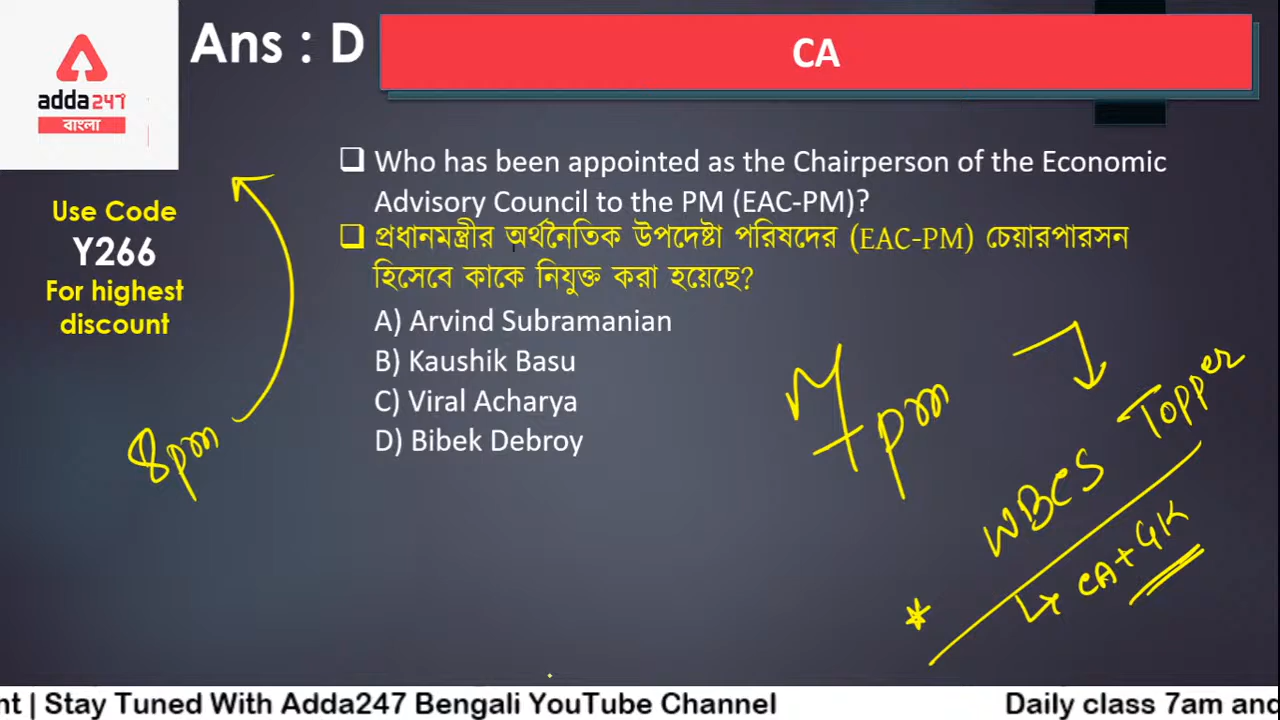 Ans : D
CA
adda247
বাংলা
Use Code
Y266
For highest
discount
❑ Who has been appointed as the Chairperson of the Economic
Advisory Council to the PM (EAC-PM)?
❑ প্রধানমন্ত্রীর অর্থনৈতিক উপদেষ্টা পরিষদের (EAC-PM) চেয়ারপারসন
হিসেবে কাকে নিযুক্ত করা হয়েছে?
A) Arvind Subramanian
B) Kaushik Basu
C) Viral Acharya
D) Bibek Debroy
8pm
7pm
WBCS Topper
CA+GK
nt | Stay Tuned With Adda247 Bengali YouTube Channel
Daily class 7am and